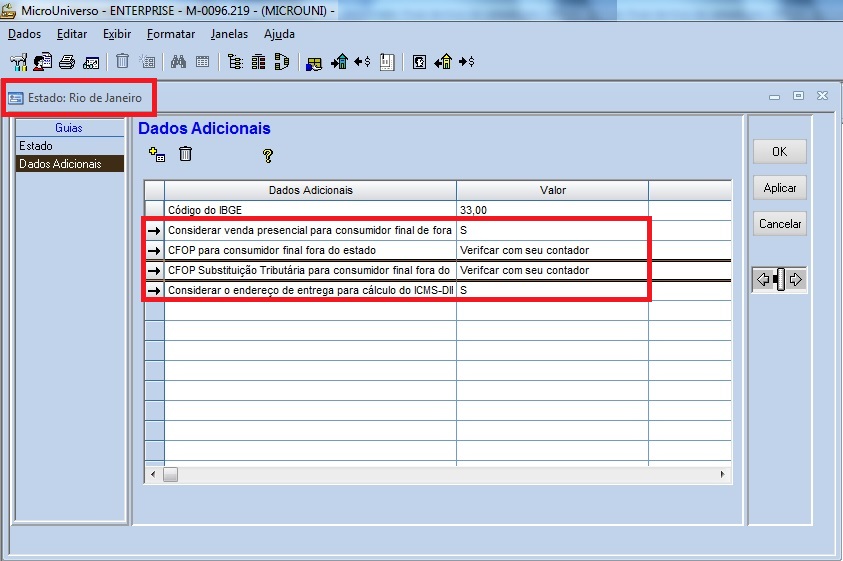 MicroUniverso - ENTERPRISE - M-0096.219 - (MICROUNI) -
Dados Editar Exibir Formatar Janelas Ajuda
Estado: Rio de Janeiro
Guias
Estado
Dados Adicionais
Dados Adicionais
Dados Adicionais Valor
Código do IBGE 33,00
Considerar venda presencial para consumidor final de fora S
CFOP para consumidor final fora do estado Verifcar com seu contador
CFOP Substituição Tributária para consumidor final fora do Verifcar com seu contador
Considerar o endereço de entrega para cálculo do ICMS-DII S
OK
Aplicar
Cancelar